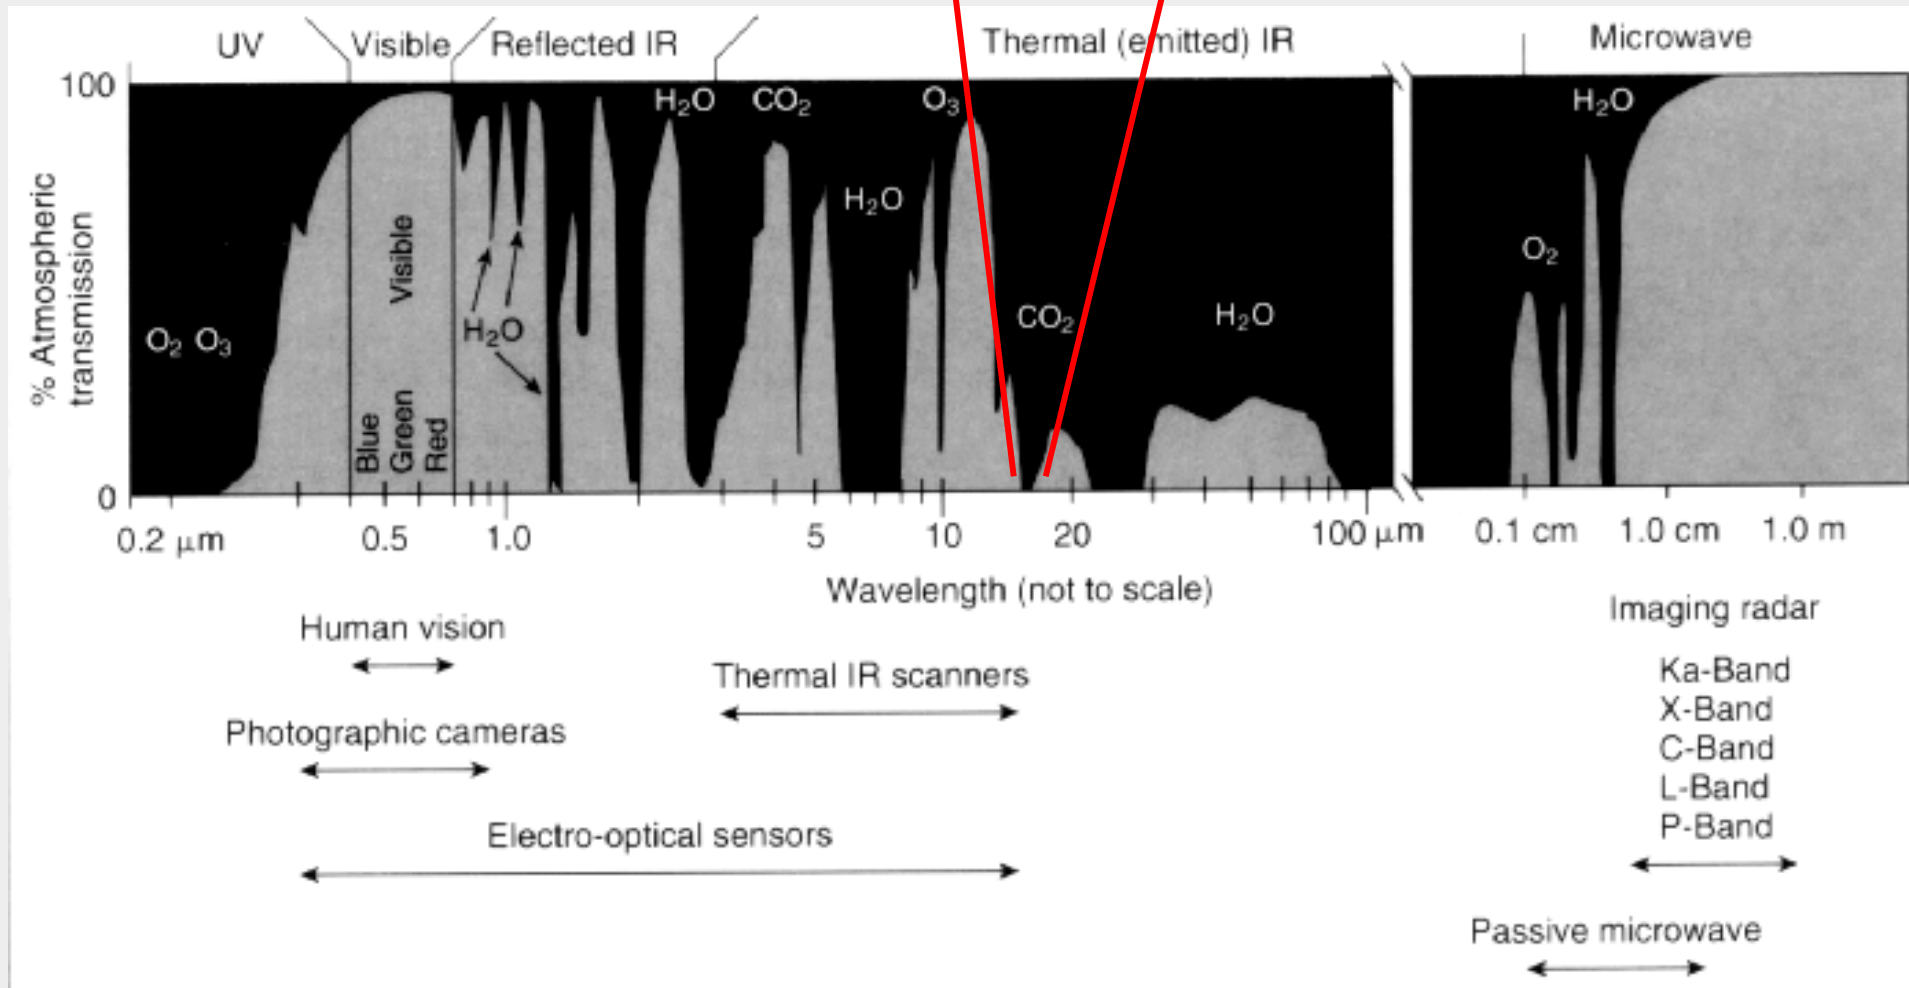 UV Visible Reflected IR Thermal (emitted) IR Microwave
100
H₂O CO₂ O₃ H₂O
H₂O
O₂
CO₂ H₂O
O₂ O₃
H₂O
Visible
Blue
Green
Red
% Atmospheric
transmission
0
0.2 μm 0.5 1.0 5 10 20 100 μm 0.1 cm 1.0 cm 1.0 m
Wavelength (not to scale)
Imaging radar
Human vision
Thermal IR scanners
Ka-Band
X-Band
Photographic cameras
C-Band
L-Band
P-Band
Electro-optical sensors
Passive microwave